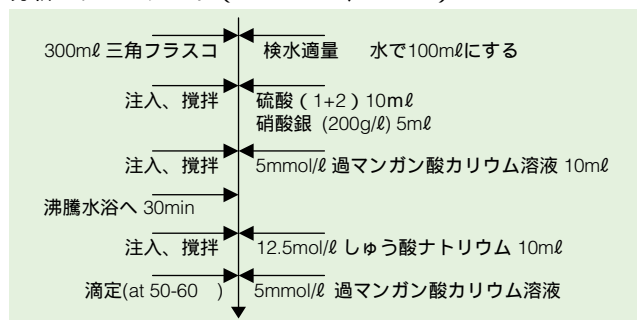 300mℓ 三角フラスコ 検水適量 水で100mℓにする
注入、撹拌 硫酸（1+2）10mℓ
硝酸銀 (200g/ℓ) 5mℓ
注入、撹拌 5mmol/ℓ 過マンガン酸カリウム溶液 10mℓ
沸騰水浴へ 30min
注入、撹拌 12.5mol/ℓ しゅう酸ナトリウム 10mℓ
滴定(at 50-60 ) 5mmol/ℓ 過マンガン酸カリウム溶液